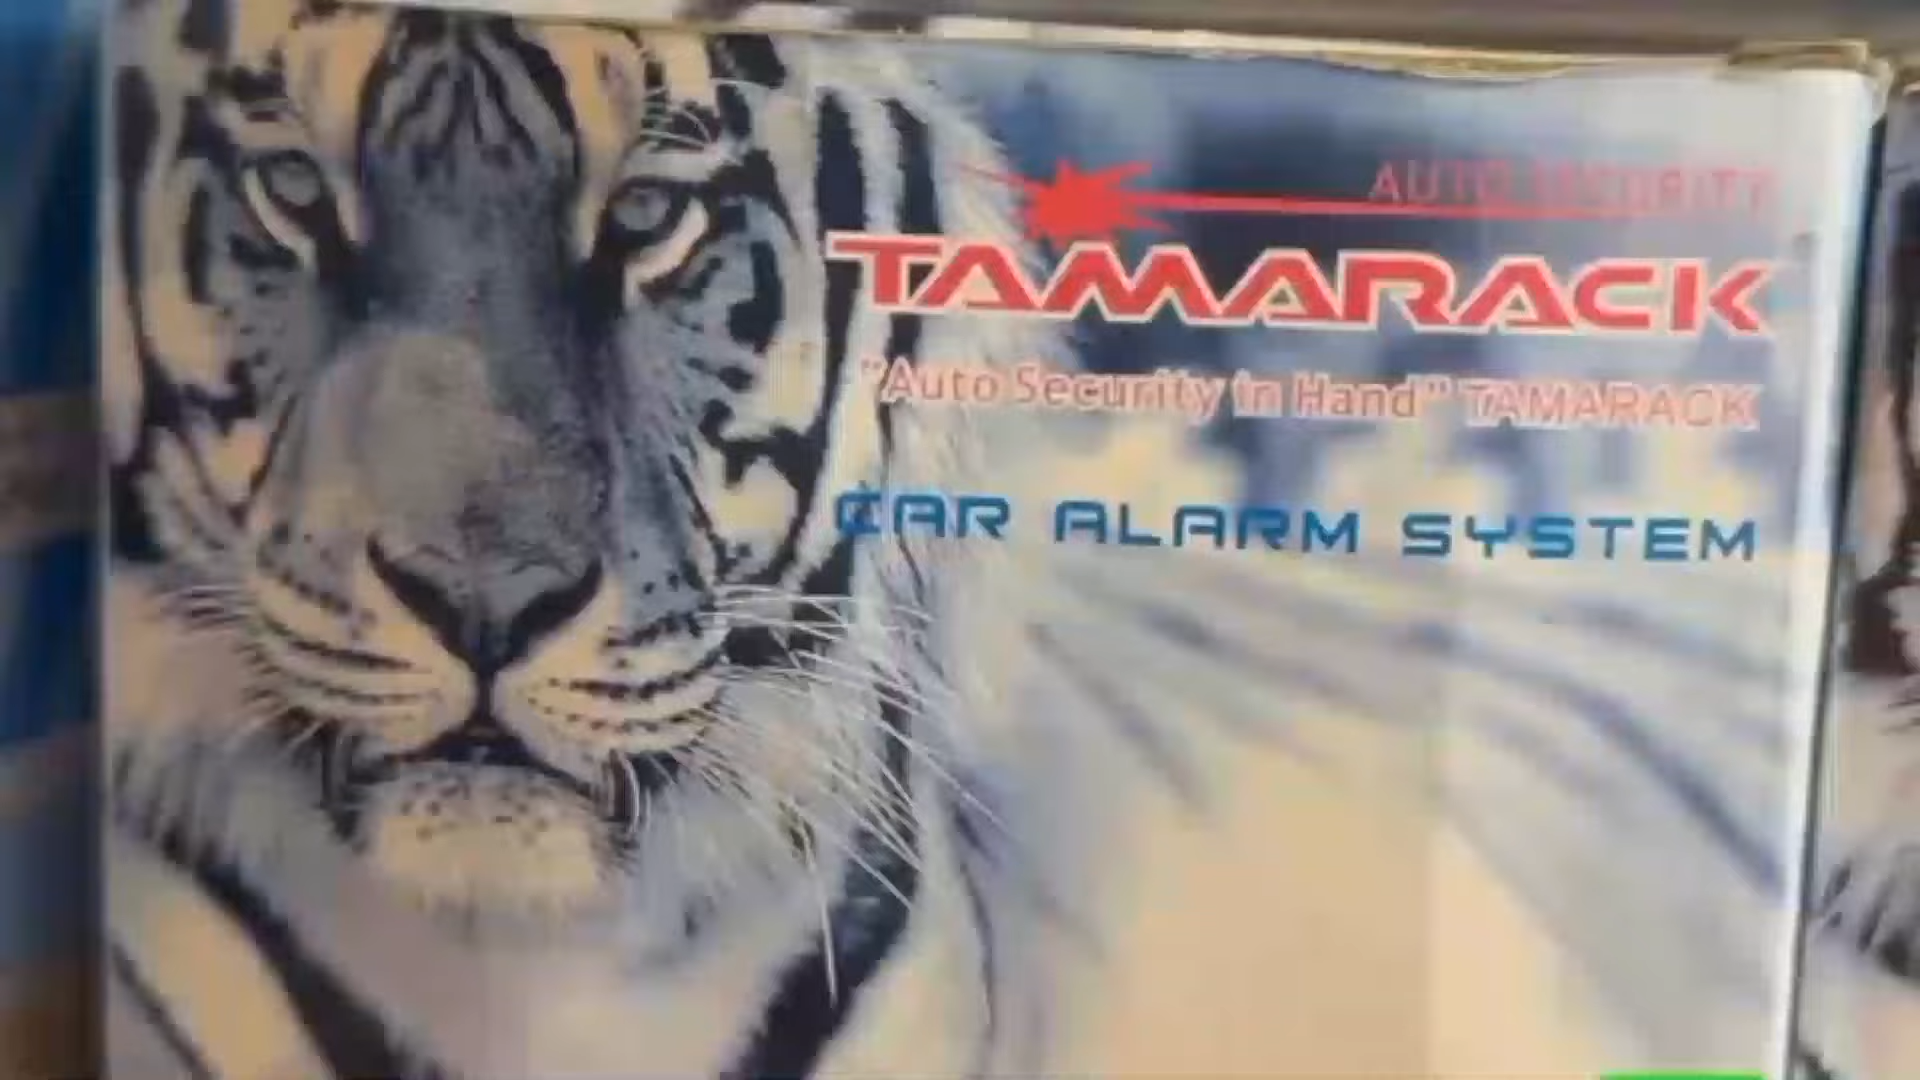 AUTO SECURITY
TAMARACK
"Auto Security in Hand" TAMARACK
CAR ALARM SYSTEM